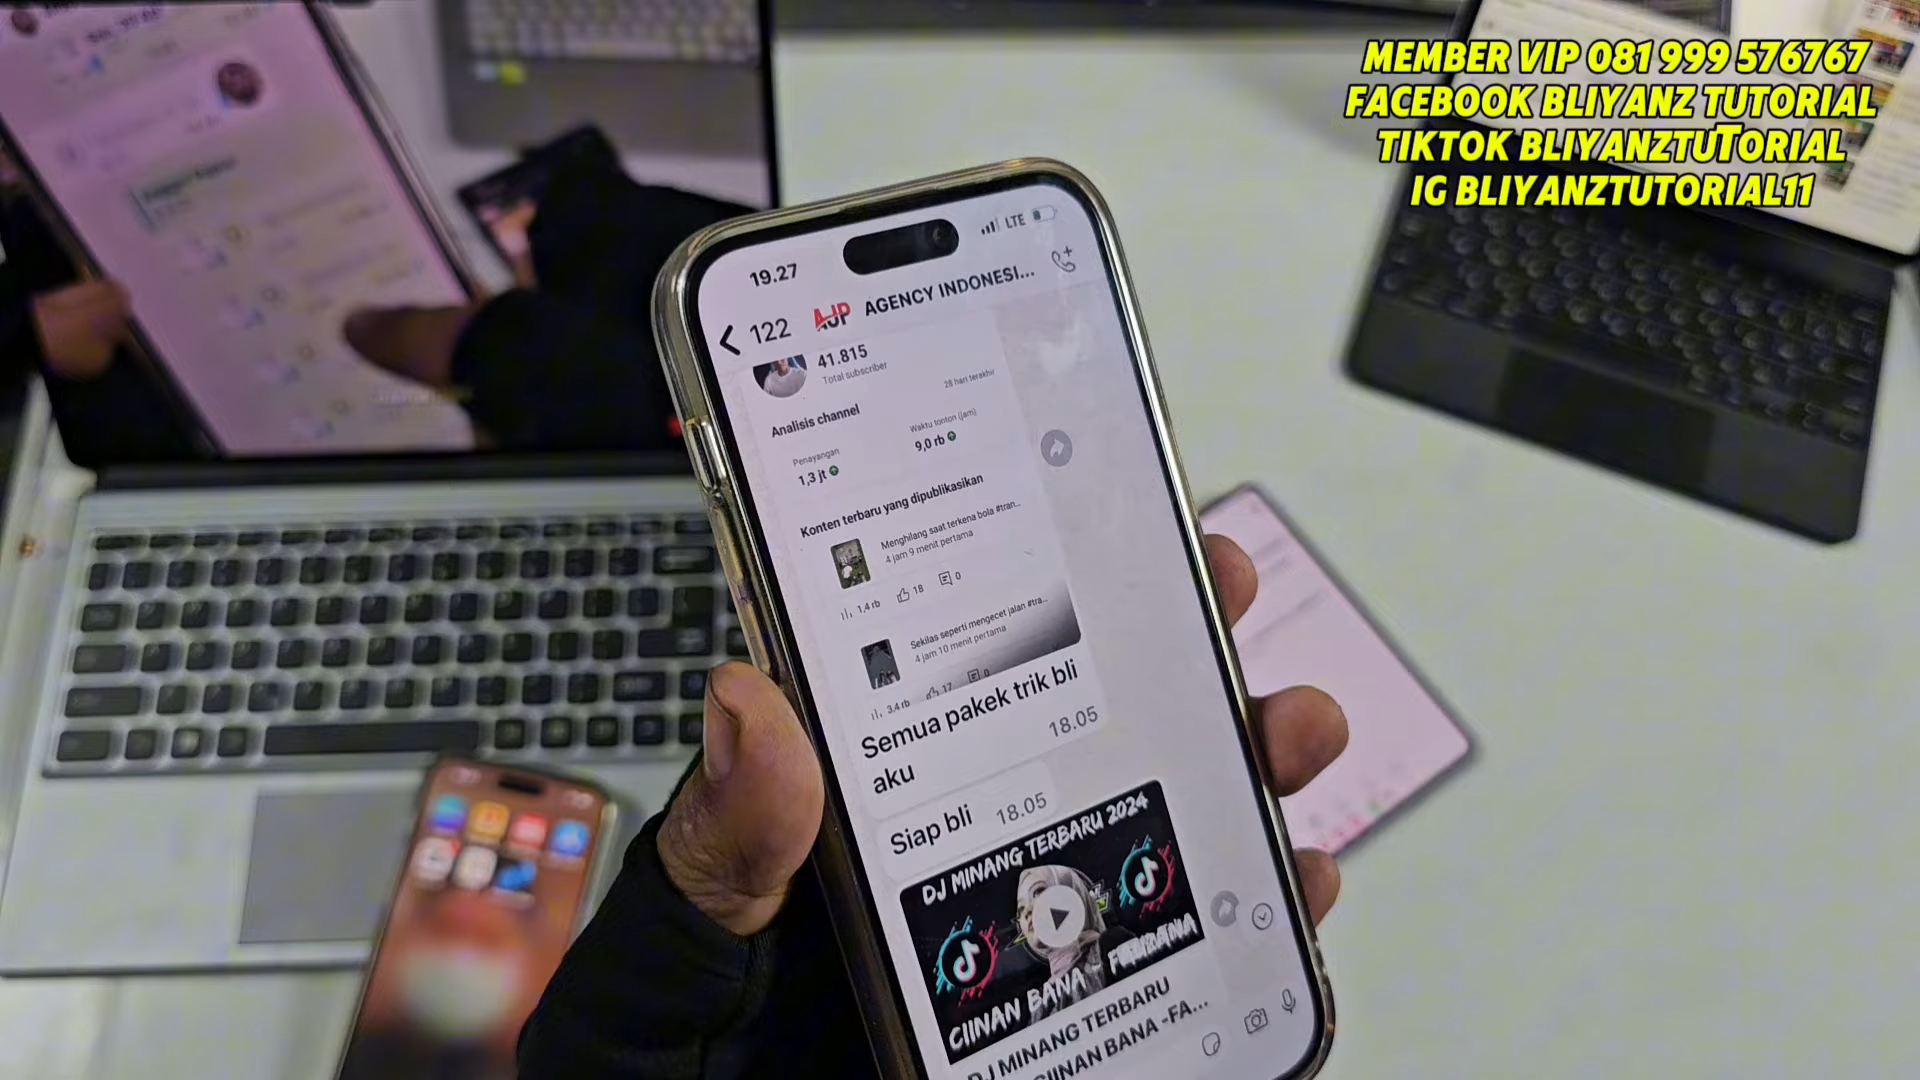 MEMBER VIP 081 999 576767
FACEBOOK BLIYANZ TUTORIAL
TIKTOK BLIYANZTUTORIAL
IG BLIYANZTUTORIAL11
19.27
LTE
122
AJP
AGENCY INDONESI...
41.815
Total subscriber
Analisis channel
28 hari terakhir
Penayangan
1,3 jt
Waktu tonton (jam)
9,0 rb
Konten terbaru yang dipublikasikan
Menghilang saat terkena bola #tran...
4 jam 9 menit pertama
1,4 rb 18 0
Sekilas seperti mengecet jalan #tra...
4 jam 10 menit pertama
3,4 rb 17 0
Semua pakek trik bli
aku
18.05
Siap bli 18.05
DJ MINANG TERBARU 2024
CIINAN BANA -
DJ MINANG TERBARU
CIINAN BANA -FA...